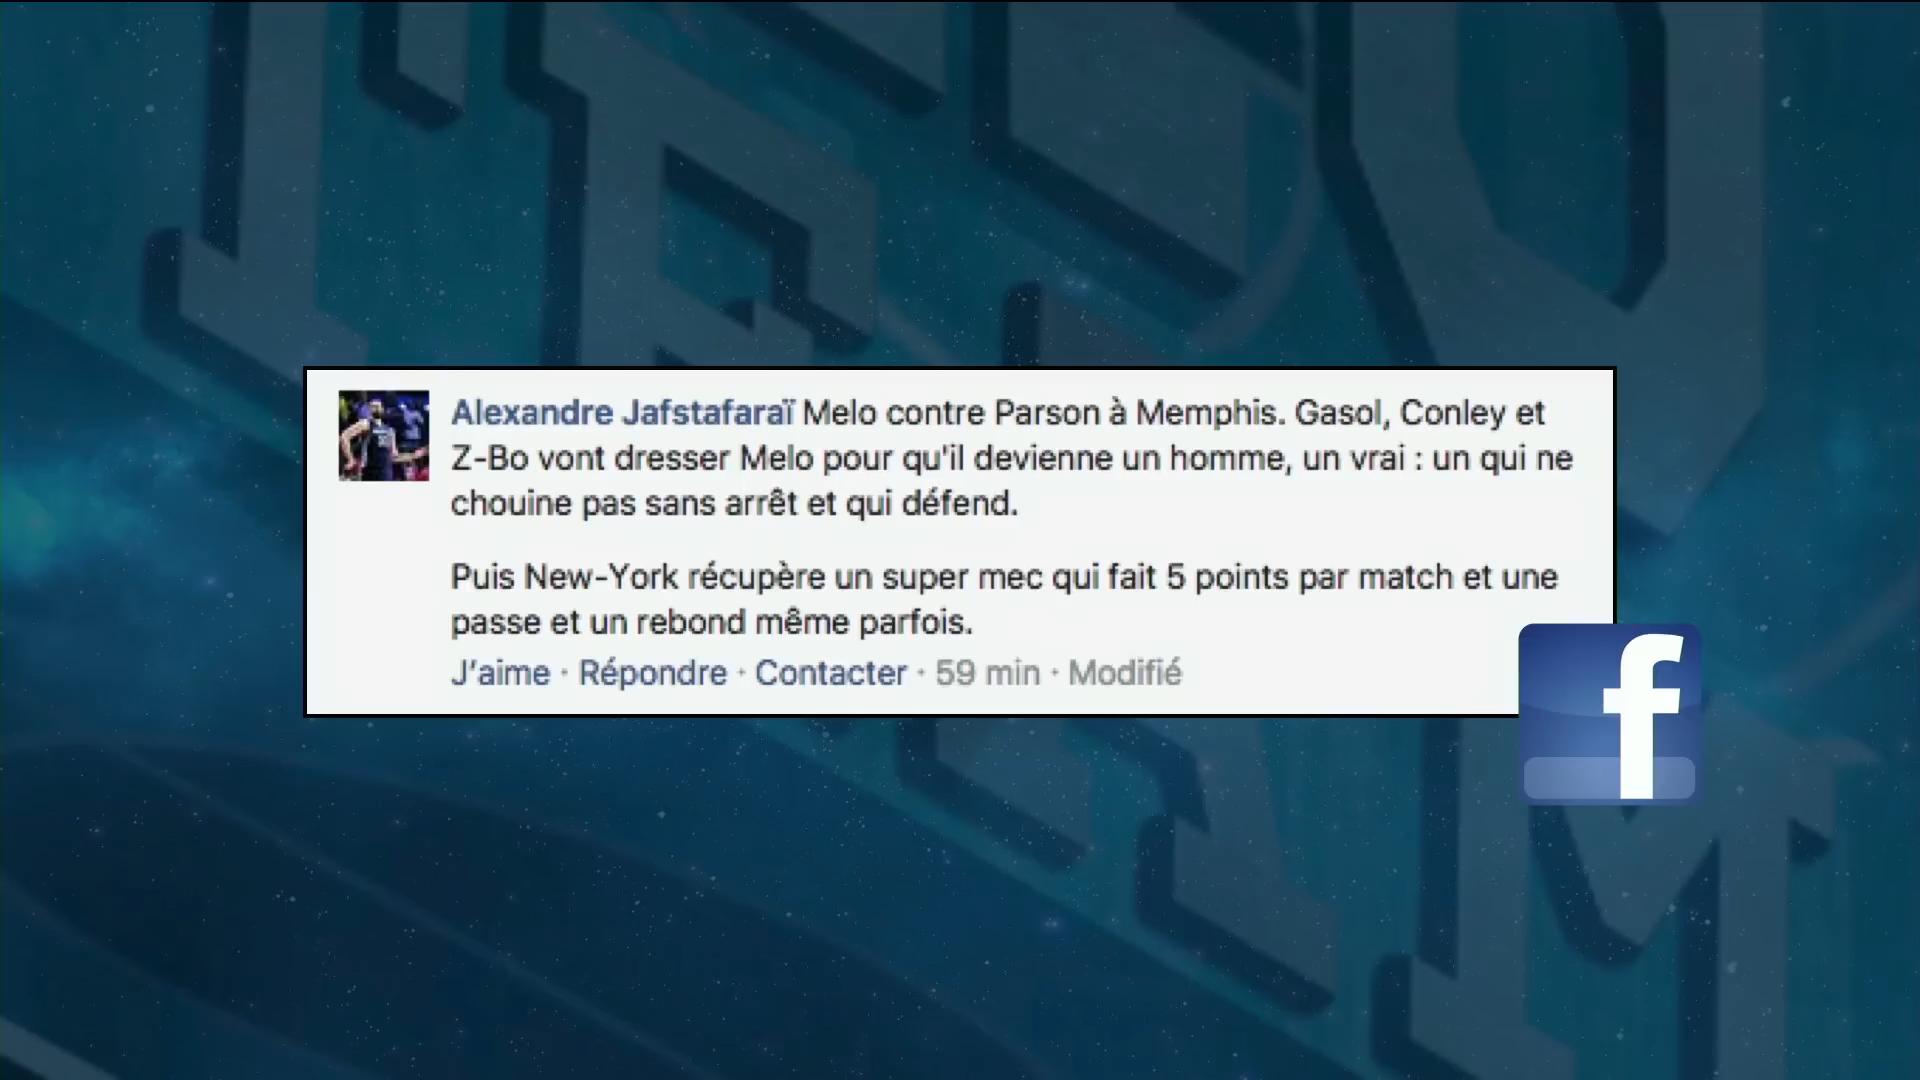 Alexandre Jafstafaraï Melo contre Parson à Memphis. Gasol, Conley et
Z-Bo vont dresser Melo pour qu'il devienne un homme, un vrai : un qui ne
chouine pas sans arrêt et qui défend.
Puis New-York récupère un super mec qui fait 5 points par match et une
passe et un rebond même parfois.
J'aime · Répondre · Contacter · 59 min · Modifié
f